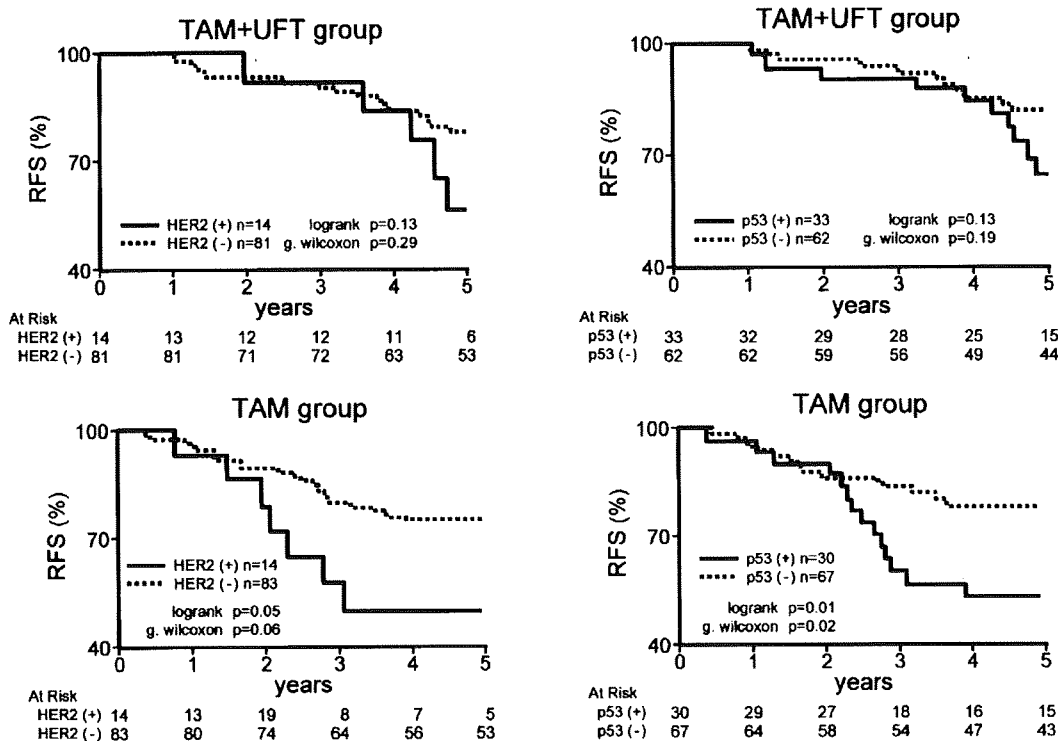 TAM+UFT group
100
70
40
RFS (%)
HER2 (+) n=14 logrank p=0.13
HER2 (-) n=81 g. wilcoxon p=0.29
0 1 2 3 4 5
years
At Risk
HER2 (+) 14 13 12 12 11 6
HER2 (-) 81 81 71 72 63 53
TAM+UFT group
100
70
40
RFS (%)
p53 (+) n=33 logrank p=0.13
p53 (-) n=62 g. wilcoxon p=0.19
0 1 2 3 4 5
years
At Risk
p53 (+) 33 32 29 28 25 15
p53 (-) 62 62 59 56 49 44
TAM group
100
70
40
RFS (%)
HER2 (+) n=14
HER2 (-) n=83
logrank p=0.05
g. wilcoxon p=0.06
0 1 2 3 4 5
years
At Risk
HER2 (+) 14 13 19 8 7 5
HER2 (-) 83 80 74 64 56 53
TAM group
100
70
40
RFS (%)
p53 (+) n=30
p53 (-) n=67
logrank p=0.01
g. wilcoxon p=0.02
0 1 2 3 4 5
years
At Risk
p53 (+) 30 29 27 18 16 15
p53 (-) 67 64 58 54 47 43